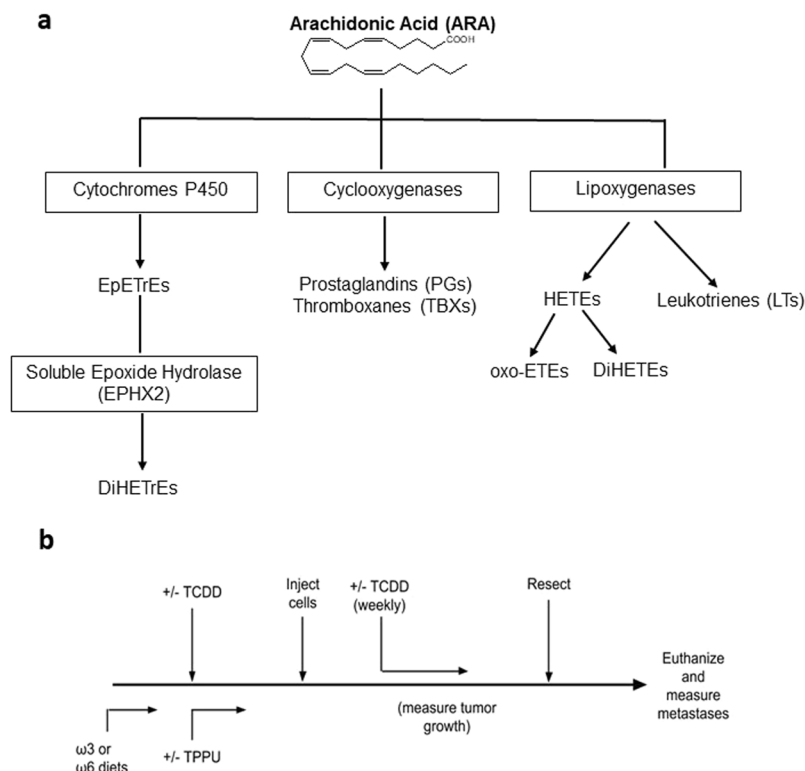 a
Arachidonic Acid (ARA)
COOH
Cytochromes P450
Cyclooxygenases
Lipoxygenases
EpETrEs
Prostaglandins (PGs)
Thromboxanes (TBXs)
HETEs
Leukotrienes (LTs)
Soluble Epoxide Hydrolase
(EPHX2)
oxo-ETEs
DiHETEs
DiHETrEs
b
+/- TCDD
Inject
cells
+/- TCDD
(weekly)
Resect
Euthanize
and
measure
metastases
(measure tumor
growth)
ω3 or
ω6 diets
+/- TPPU